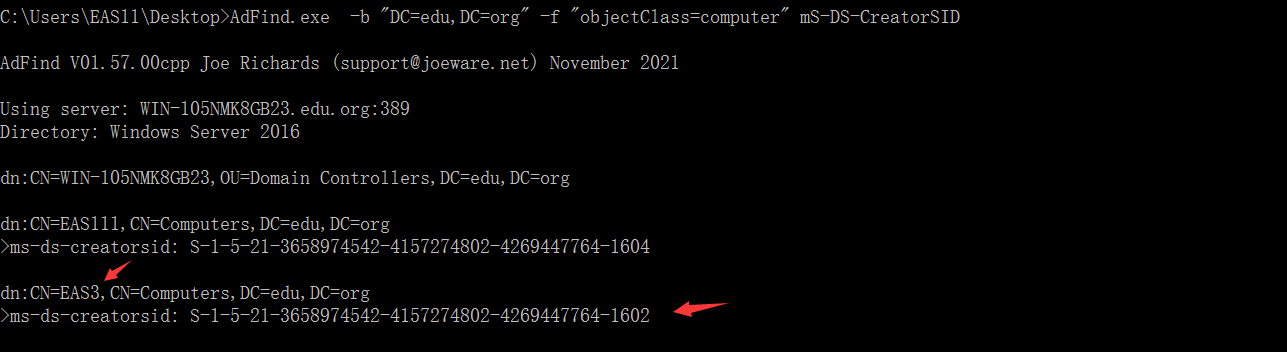 C:\Users\EAS11\Desktop>AdFind.exe  -b "DC=edu,DC=org" -f "objectClass=computer" mS-DS-CreatorSID
AdFind V01.57.00cpp Joe Richards (support@joeware.net) November 2021
Using server: WIN-105NMK8GB23.edu.org:389
Directory: Windows Server 2016
dn:CN=WIN-105NMK8GB23,OU=Domain Controllers,DC=edu,DC=org
dn:CN=EAS111,CN=Computers,DC=edu,DC=org
>ms-ds-creatorsid: S-1-5-21-3658974542-4157274802-4269447764-1604
dn:CN=EAS3,CN=Computers,DC=edu,DC=org
>ms-ds-creatorsid: S-1-5-21-3658974542-4157274802-4269447764-1602